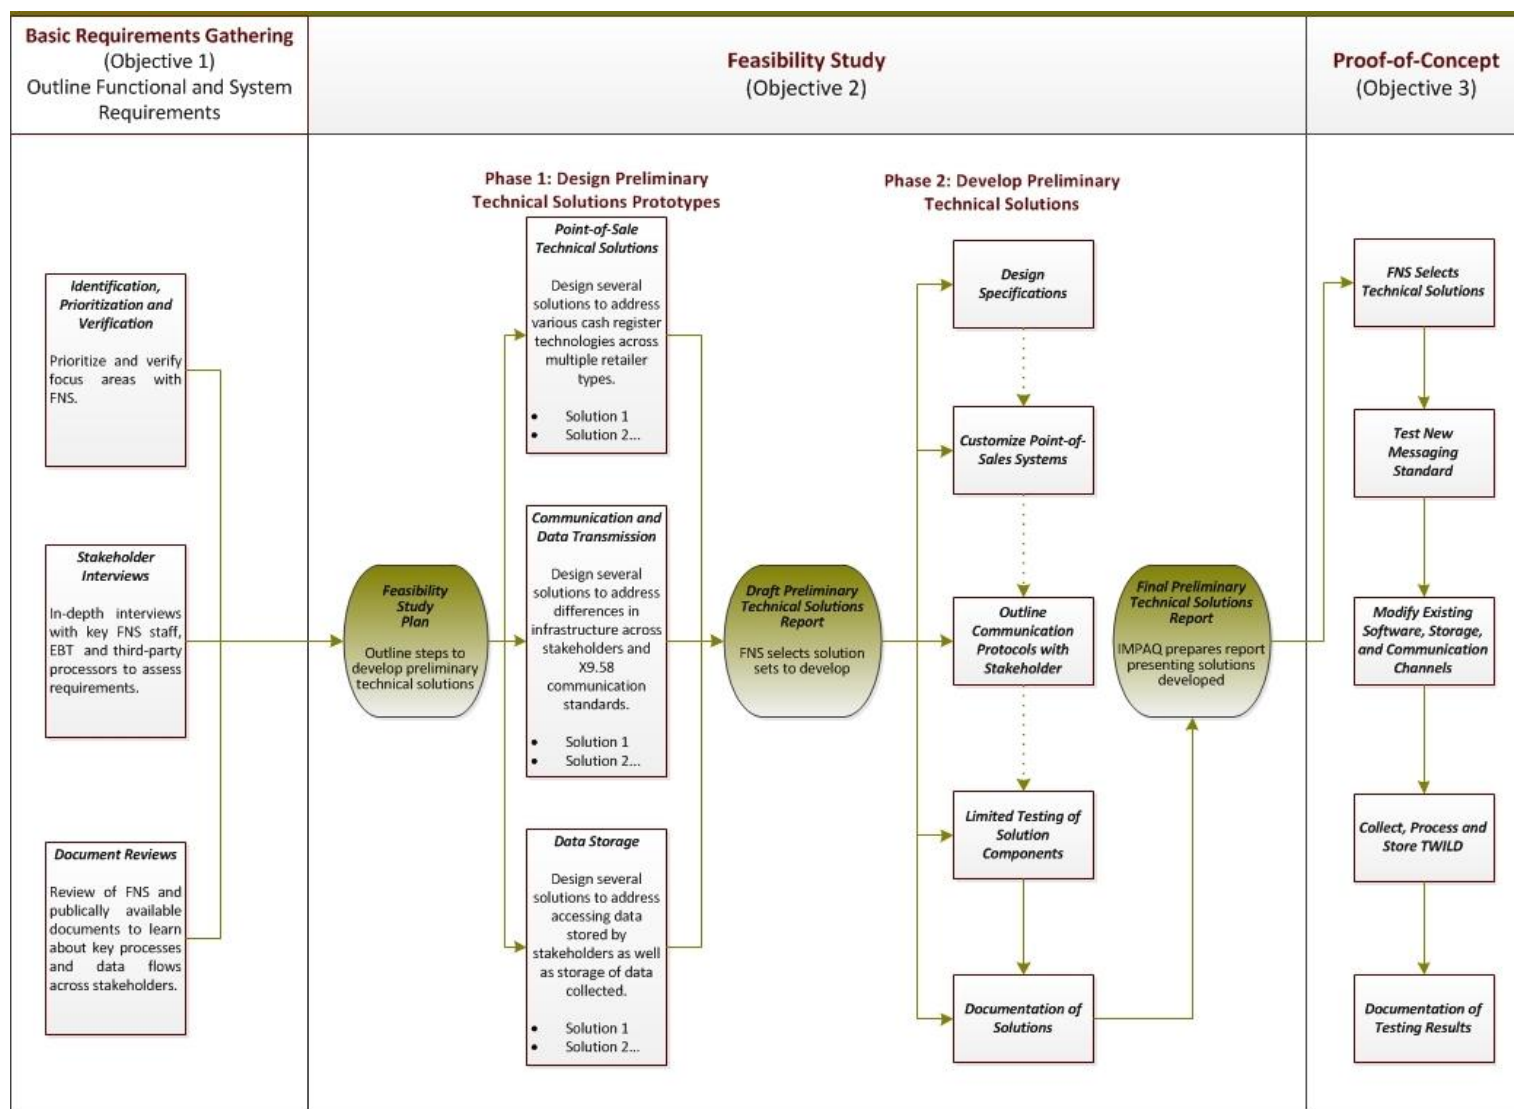 Basic Requirements Gathering
(Objective 1)
Outline Functional and System
Requirements
Feasibility Study
(Objective 2)
Proof-of-Concept
(Objective 3)
Identification,
Prioritization and
Verification
Prioritize and verify
focus areas with
FNS.
Stakeholder
Interviews
In-depth interviews
with key FNS staff,
EBT and third-party
processors to assess
requirements.
Document Reviews
Review of FNS and
publically available
documents to learn
about key processes
and data flows
across stakeholders.
Feasibility
Study
Plan
Outline steps to
develop preliminary
technical solutions
Phase 1: Design Preliminary
Technical Solutions Prototypes
Point-of-Sale
Technical Solutions
Design several
solutions to address
various cash register
technologies across
multiple retailer
types.
• Solution 1
• Solution 2...
Communication and
Data Transmission
Design several
solutions to address
differences in
infrastructure across
stakeholders and
X9.58
communication
standards.
• Solution 1
• Solution 2...
Data Storage
Design several
solutions to address
accessing data
stored by
stakeholders as well
as storage of data
collected.
• Solution 1
• Solution 2...
Draft Preliminary
Technical Solutions
Report
FNS selects solution
sets to develop
Phase 2: Develop Preliminary
Technical Solutions
Design
Specifications
Customize Point-of-
Sales Systems
Outline
Communication
Protocols with
Stakeholder
Limited Testing of
Solution
Components
Documentation of
Solutions
Final Preliminary
Technical Solutions
Report
IMPAQ prepares report
presenting solutions
developed
FNS Selects
Technical Solutions
Test New
Messaging
Standard
Modify Existing
Software, Storage,
and Communication
Channels
Collect, Process and
Store TWILD
Documentation of
Testing Results